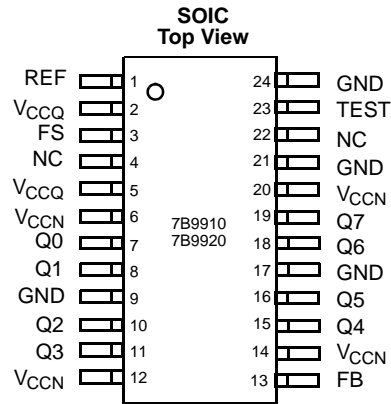 SOIC
Top View
REF 1 24 GND
VCCQ 2 23 TEST
FS 3 22 NC
NC 4 21 GND
VCCQ 5 20 VCCN
VCCN 6 19 Q7
Q0 7 18 Q6
Q1 8 17 GND
GND 9 16 Q5
Q2 10 15 Q4
Q3 11 14 VCCN
VCCN 12 13 FB
7B9910
7B9920